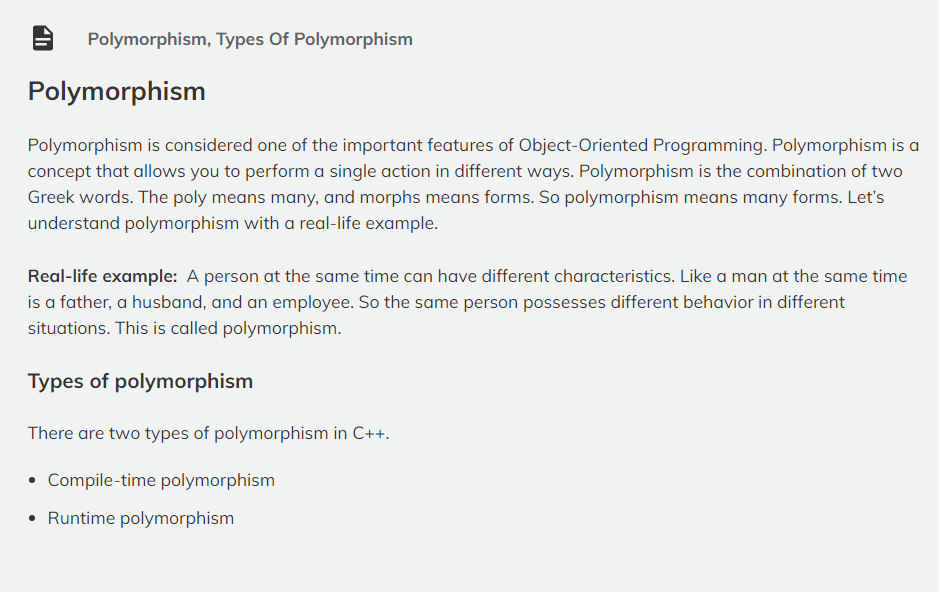 Polymorphism, Types Of Polymorphism
Polymorphism
Polymorphism is considered one of the important features of Object-Oriented Programming. Polymorphism is a
concept that allows you to perform a single action in different ways. Polymorphism is the combination of two
Greek words. The poly means many, and morphs means forms. So polymorphism means many forms. Let’s
understand polymorphism with a real-life example.
Real-life example:  A person at the same time can have different characteristics. Like a man at the same time
is a father, a husband, and an employee. So the same person possesses different behavior in different
situations. This is called polymorphism.
Types of polymorphism
There are two types of polymorphism in C++.
• Compile-time polymorphism
• Runtime polymorphism